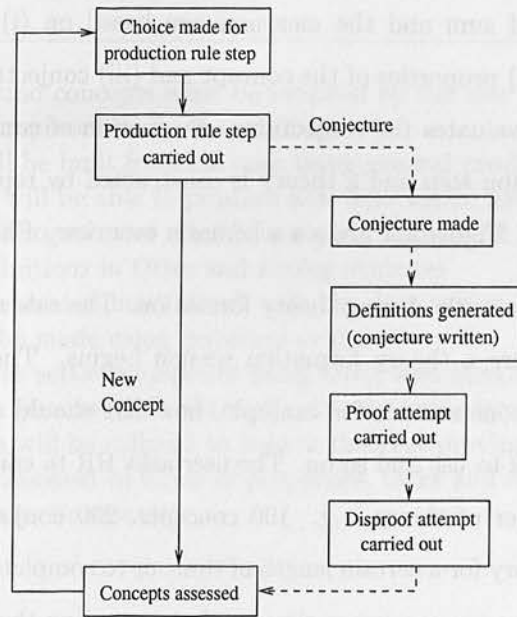 Choice made for
production rule step
Production rule step
carried out
Conjecture
Conjecture made
Definitions generated
(conjecture written)
New
Concept
Proof attempt
carried out
Disproof attempt
carried out
Concepts assessed